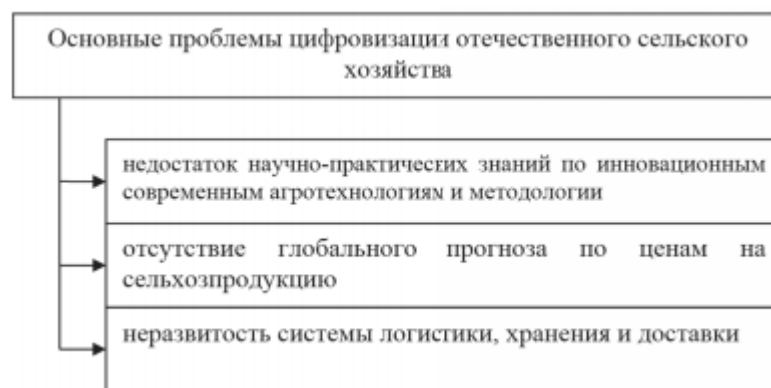 Основные проблемы цифровизации отечественного сельского
хозяйства
недостаток научно-практических знаний по инновационным
современным агротехнологиям и методологии
отсутствие глобального прогноза по ценам на
сельхозпродукцию
неразвитость системы логистики, хранения и доставки